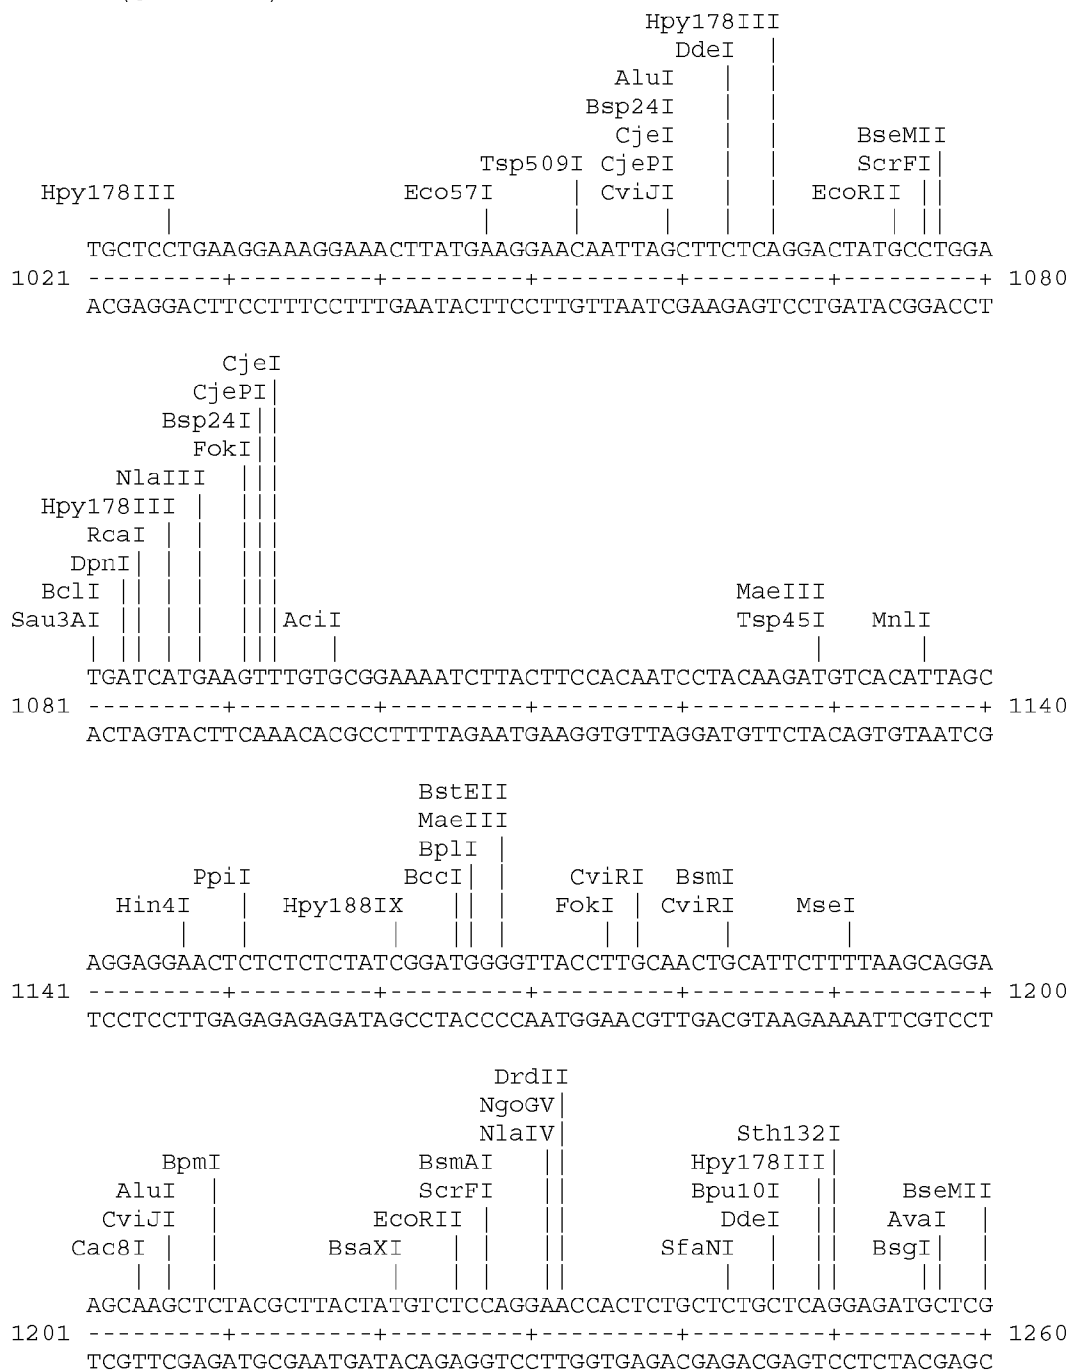 Hpy178III
DdeI |
AluI | |
Bsp24I | |
CjeI | | BseMII
Tsp509I CjePI | | ScrFI|
Hpy178III Eco57I | CviJI | | EcoRII ||
| | | | | | | ||
TGCTCCTGAAGGAAAGGAAACTTATGAAGGAACAATTAGCTTCTCAGGACTATGCCTGGA
1021 ---------+---------+---------+---------+---------+---------+ 1080
ACGAGGACTTCCTTTCCTTTGAATACTTCCTTGTTAATCGAAGAGTCCTGATACGGACCT
CjeI
CjePI|
Bsp24I||
FokI||
NlaIII |||
Hpy178III | |||
RcaI | | |||
DpnI| | | |||
BclI || | | |||
Sau3AI || | | ||| AciI MaeIII
Tsp45I MnlI
| || | | ||| | | |
TGATCATGAAGTTTGTGCGGAAAATCTTACTTCCACAATCCTACAAGATGTCACATTAGC
1081 ---------+---------+---------+---------+---------+---------+ 1140
ACTAGTACTTCAAACACGCCTTTTAGAATGAAGGTGTTAGGATGTTCTACAGTGTAATCG
BstEII
MaeIII
BplI |
PpiI BccI| | CviRI BsmI
Hin4I | Hpy188IX || | FokI | CviRI MseI
| | | || | | | | |
AGGAGGAACTCTCTCTCTATCGGATGGGGTTACCTTGCAACTGCATTCTTTTAAGCAGGA
1141 ---------+---------+---------+---------+---------+---------+ 1200
TCCTCCTTGAGAGAGAGATAGCCTACCCCAATGGAACGTTGACGTAAGAAAATTCGTCCT
DrdII
NgoGV|
NlaIV| Sth132I
BpmI BsmAI || Hpy178III|
AluI | ScrFI || Bpu10I || BseMII
CviJI | EcoRII | || DdeI || AvaI |
Cac8I | | BsaXI | | || SfaNI | || BsgI| |
| | | | | | || | | || || |
AGCAAGCTCTACGCTTACTATGTCTCCAGGAACCACTCTGCTCTGCTCAGGAGATGCTCG
1201 ---------+---------+---------+---------+---------+---------+ 1260
TCGTTCGAGATGCGAATGATACAGAGGTCCTTGGTGAGACGAGACGAGTCCTCTACGAGC